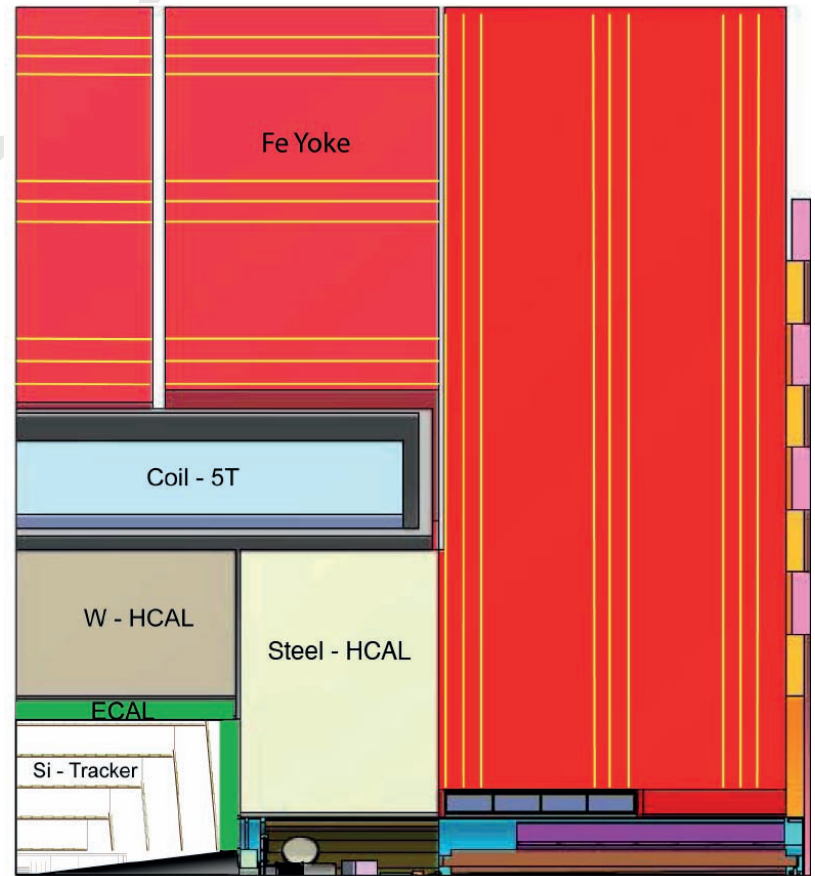 Fe Yoke
Coil - 5T
W - HCAL
Steel - HCAL
ECAL
Si - Tracker